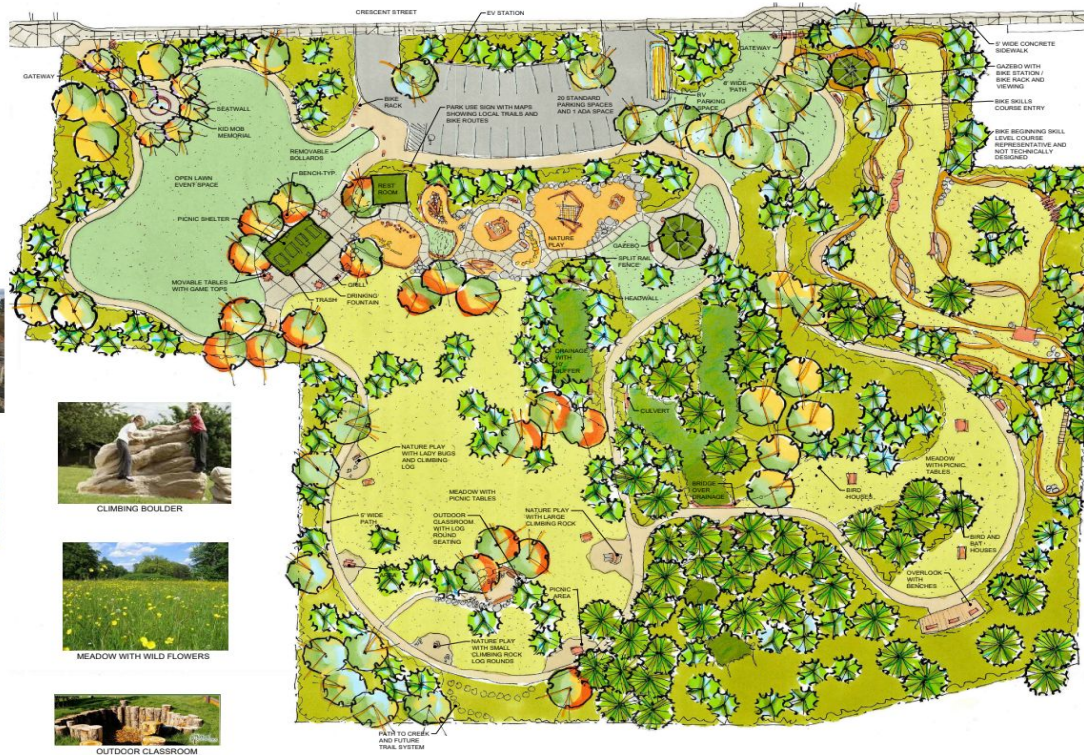 CRESCENT STREET
EV STATION
GATEWAY
SEATWALL
KID MOB
MEMORIAL
OPEN LAWN
EVENT SPACE
PICNIC SHELTER
MOVABLE TABLES
WITH GAME TOPS
REMOVABLE
BOLLARDS
BENCH-TYP.
BIKE
RACK
PARK USE SIGN WITH MAPS
SHOWING LOCAL TRAILS AND
BIKE ROUTES
20 STANDARD
PARKING SPACES
AND 1 ADA SPACE
RV
PARKING
SPACE
GATEWAY
6' WIDE
PATH
5' WIDE CONCRETE
SIDEWALK
GAZEBO WITH
BIKE STATION /
BIKE RACK AND
VIEWING
BIKE SKILLS
COURSE ENTRY
BIKE BEGINNING SKILL
LEVEL COURSE
REPRESENTATIVE AND
NOT TECHNICALLY
DESIGNED
REST
ROOM
NATURE
PLAY
GAZEBO
SPLIT RAIL
FENCE
HEADWALL
GRILL
DRINKING
FOUNTAIN
TRASH
DRAINAGE
WITH
BUFFER
CULVERT
NATURE PLAY
WITH LADY BUGS
AND CLIMBING
LOG
MEADOW WITH
PICNIC TABLES
5' WIDE
PATH
OUTDOOR
CLASSROOM
WITH LOG
ROUND
SEATING
NATURE PLAY
WITH LARGE
CLIMBING ROCK
BRIDGE
OVER
DRAINAGE
BIRD
HOUSES
MEADOW
WITH PICNIC
TABLES
BIRD AND
BAT
HOUSES
OVERLOOK
WITH
BENCHES
PICNIC
AREA
NATURE PLAY
WITH SMALL
CLIMBING ROCK
LOG ROUNDS
PATH TO CREEK
AND FUTURE
TRAIL SYSTEM
CLIMBING BOULDER
MEADOW WITH WILD FLOWERS
OUTDOOR CLASSROOM